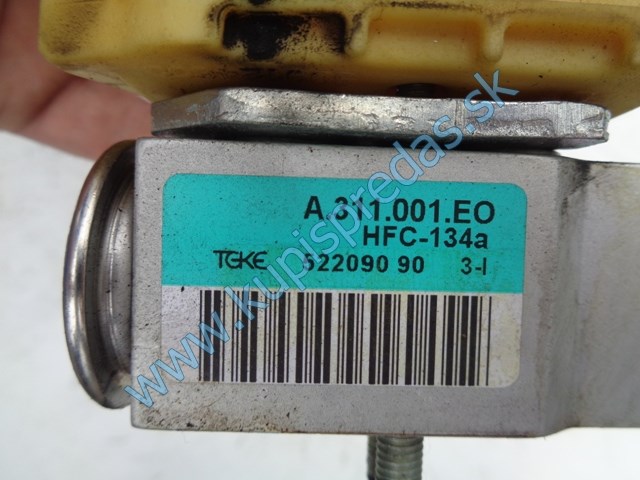 A.311.001.EO
HFC-134a
TGKE 522090 90 3-I
www.kupispredas.sk